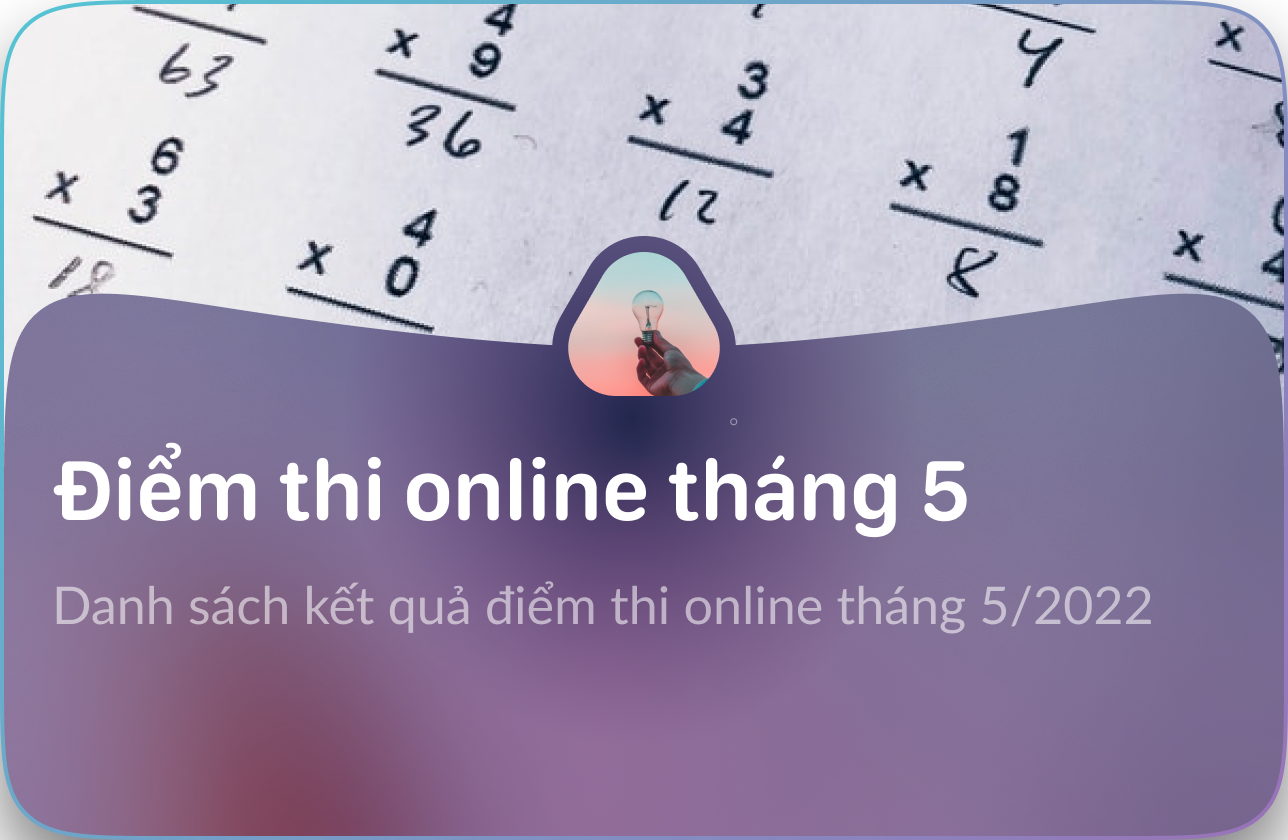 4
x 9
63
36
3
x 4
12
4
x
6
x 3
18
1
x 8
8
4
x 0
x
Điểm thi online tháng 5
Danh sách kết quả điểm thi online tháng 5/2022